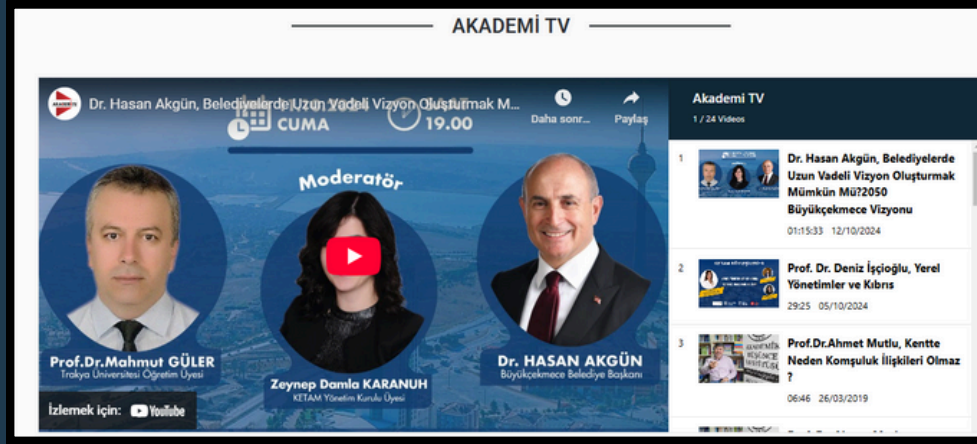 AKADEMİ TV
Dr. Hasan Akgün, Belediyelerde Uzun Vadeli Vizyon Oluşturmak M...
Daha sonr...
Paylaş
CUMA
19.00
Moderatör
Prof.Dr.Mahmut GÜLER
Trakya Üniversitesi Öğretim Üyesi
Zeynep Damla KARANUH
KETAM Yönetim Kurulu Üyesi
Dr. HASAN AKGÜN
Büyükçekmece Belediye Başkanı
İzlemek için: YouTube
Akademi TV
1 / 24 Videos
1
Dr. Hasan Akgün, Belediyelerde
Uzun Vadeli Vizyon Oluşturmak
Mümkün Mü?2050
Büyükçekmece Vizyonu
01:15:33 12/10/2024
2
Prof. Dr. Deniz İşçioğlu, Yerel
Yönetimler ve Kıbrıs
29:25 05/10/2024
3
Prof.Dr.Ahmet Mutlu, Kentte
Neden Komşuluk İlişkileri Olmaz
?
06:46 26/03/2019